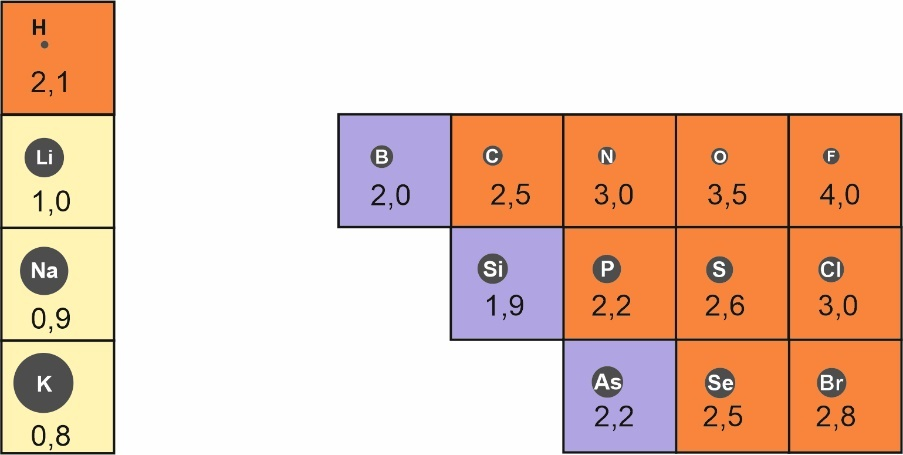 H
2,1
Li B C N O F
1,0 2,0 2,5 3,0 3,5 4,0
Na Si P S Cl
0,9 1,9 2,2 2,6 3,0
K As Se Br
0,8 2,2 2,5 2,8